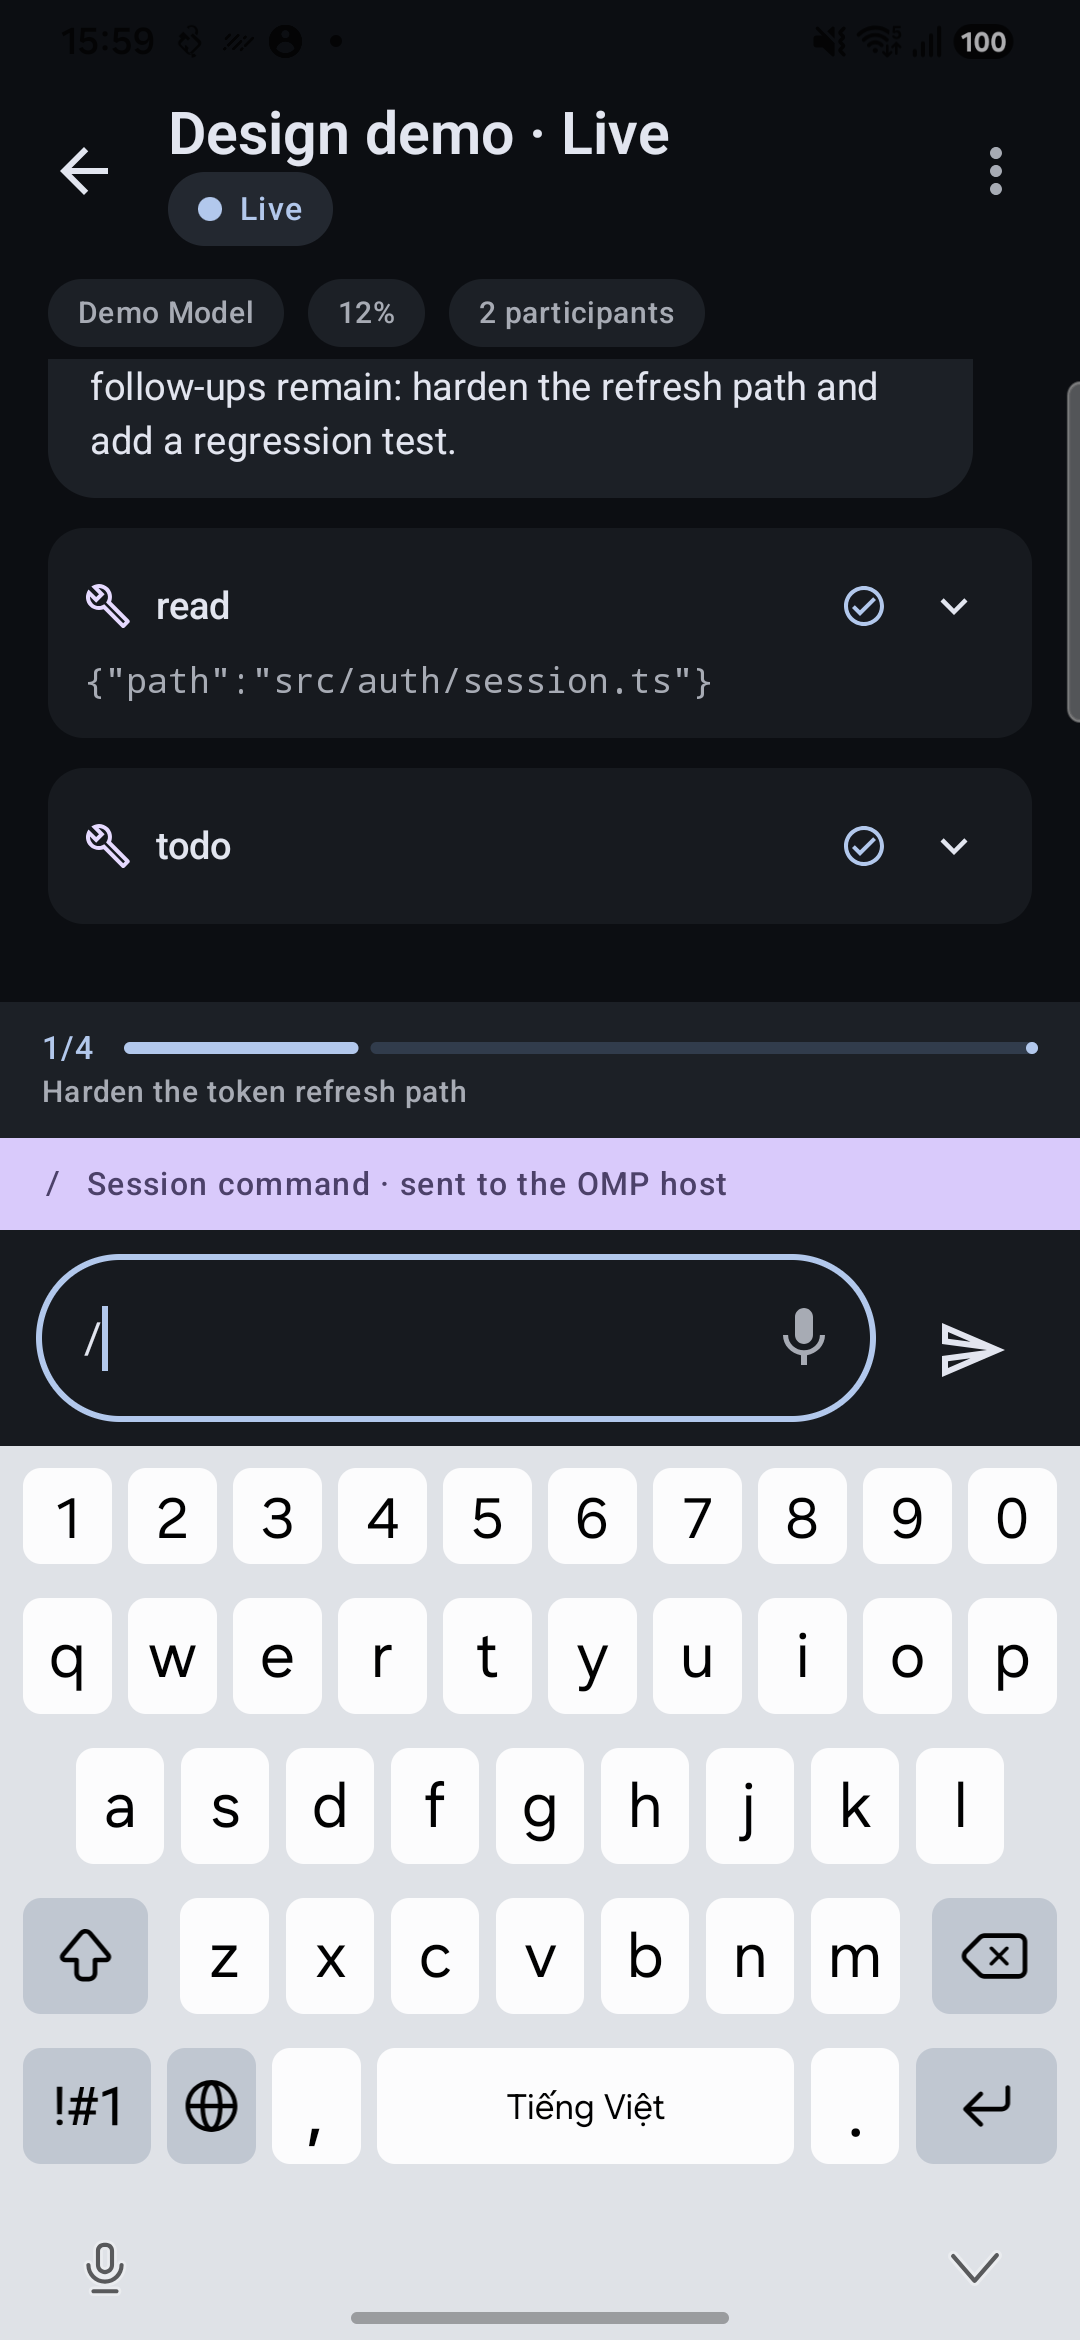 15:59
5
100
Design demo · Live
Live
Demo Model
12%
2 participants
follow-ups remain: harden the refresh path and
add a regression test.
read
{"path":"src/auth/session.ts"}
todo
1/4
Harden the token refresh path
/ Session command · sent to the OMP host
/
1 2 3 4 5 6 7 8 9 0
q w e r t y u i o p
a s d f g h j k l
z x c v b n m
!#1 , Tiếng Việt .